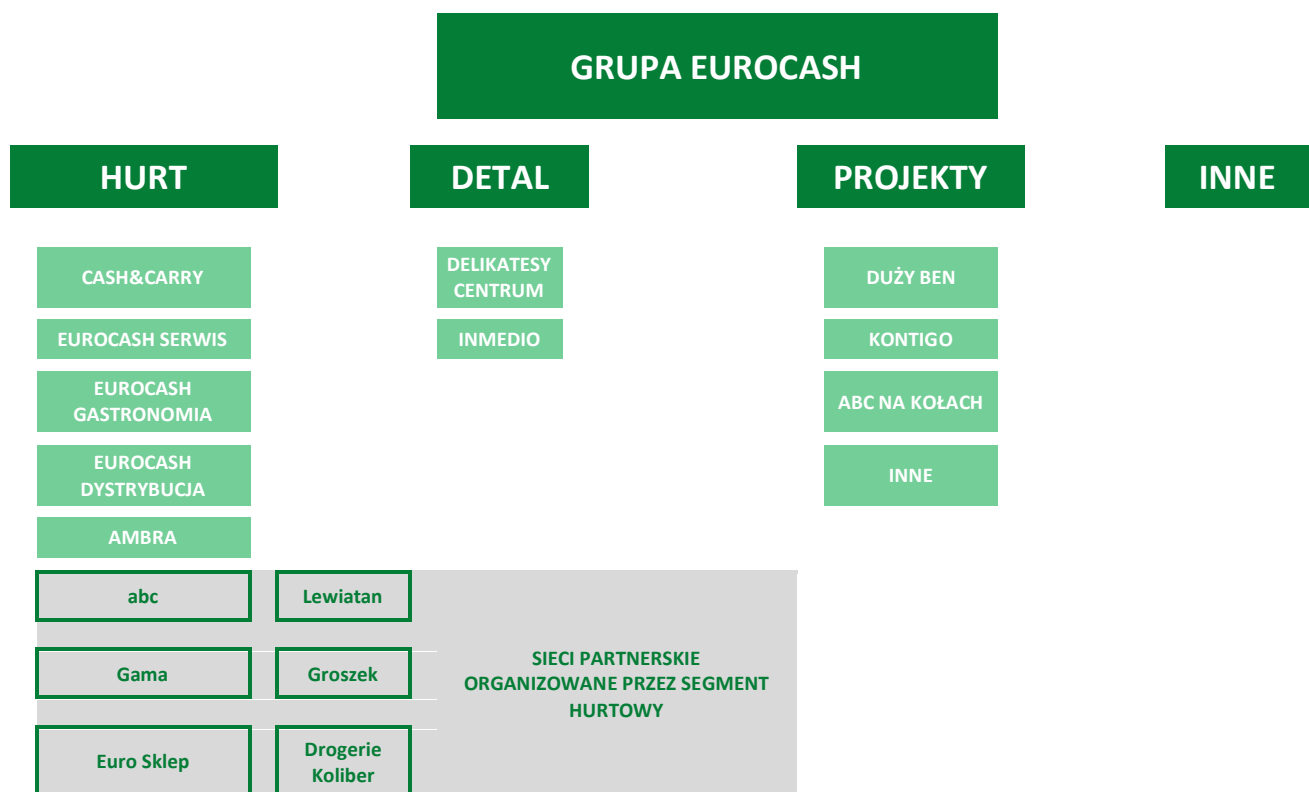 GRUPA EUROCASH
HURT
DETAL
PROJEKTY
INNE
CASH&CARRY
DELIKATESY
CENTRUM
DUŻY BEN
EUROCASH SERWIS
INMEDIO
KONTIGO
EUROCASH
GASTRONOMIA
ABC NA KOŁACH
EUROCASH
DYSTRYBUCJA
INNE
AMBRA
abc
Lewiatan
Gama
Groszek
SIECI PARTNERSKIE
ORGANIZOWANE PRZEZ SEGMENT
HURTOWY
Euro Sklep
Drogerie
Koliber